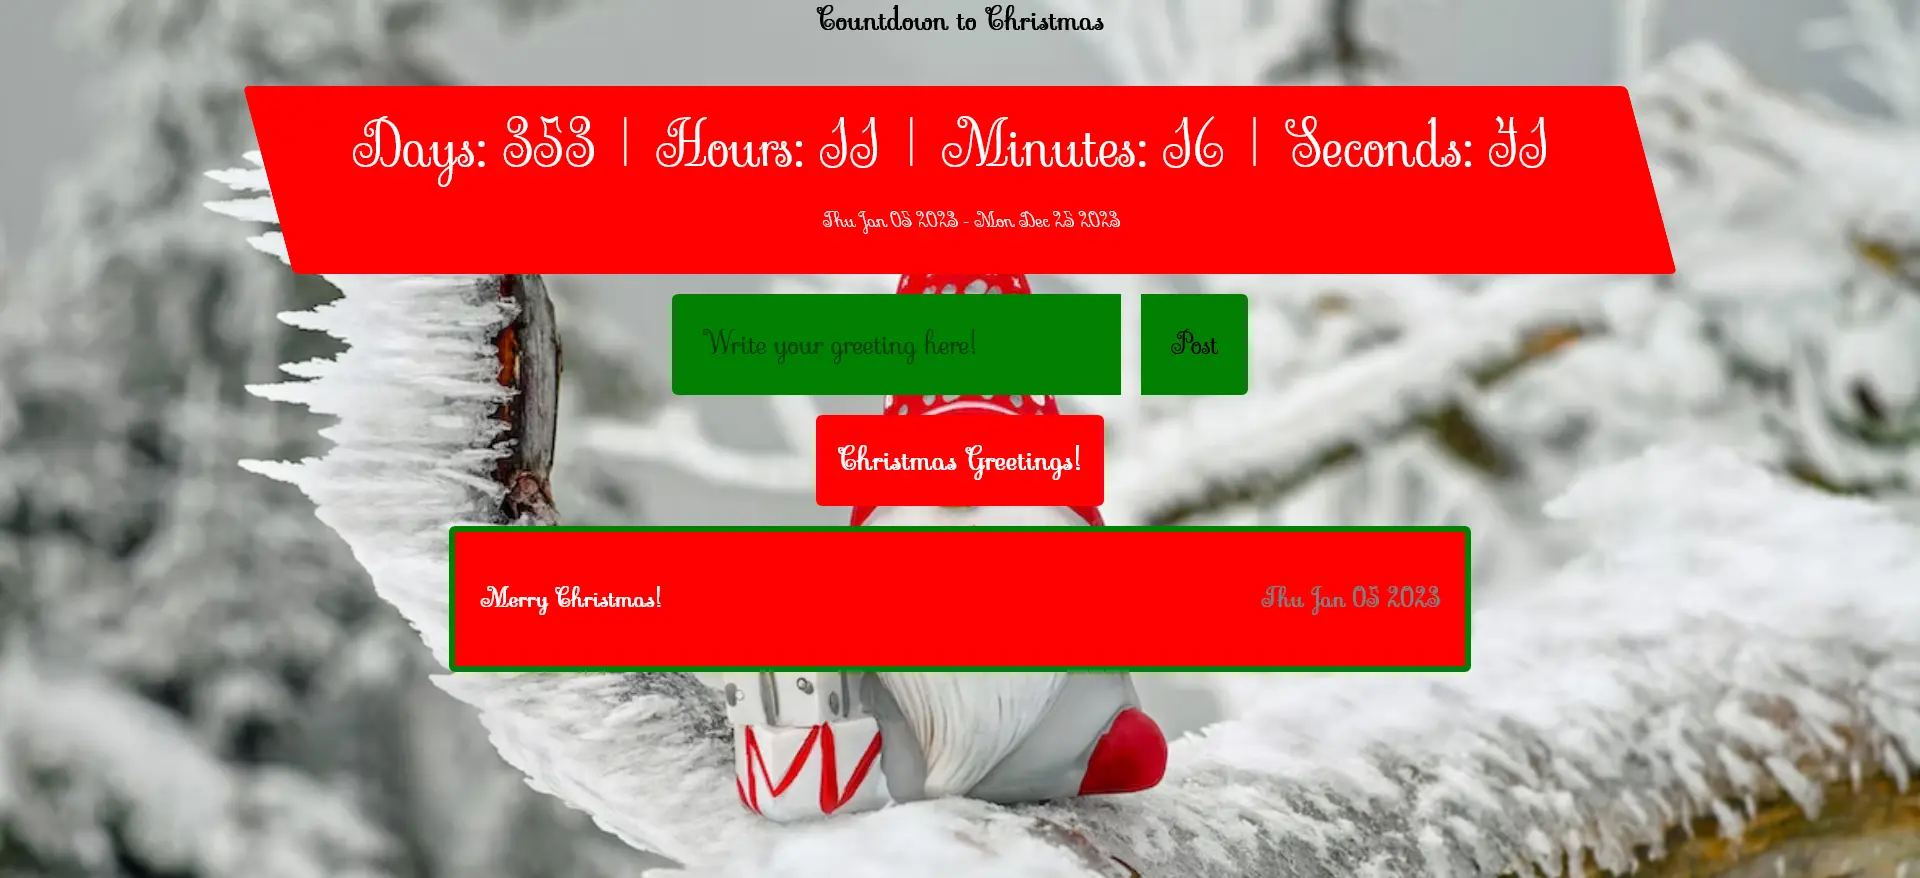 Countdown to Christmas
Days: 353 | Hours: 11 | Minutes: 16 | Seconds: 41
Thu Jan 05 2023 - Mon Dec 25 2023
Write your greeting here!
Post
Christmas Greetings!
Merry Christmas!
Thu Jan 05 2023